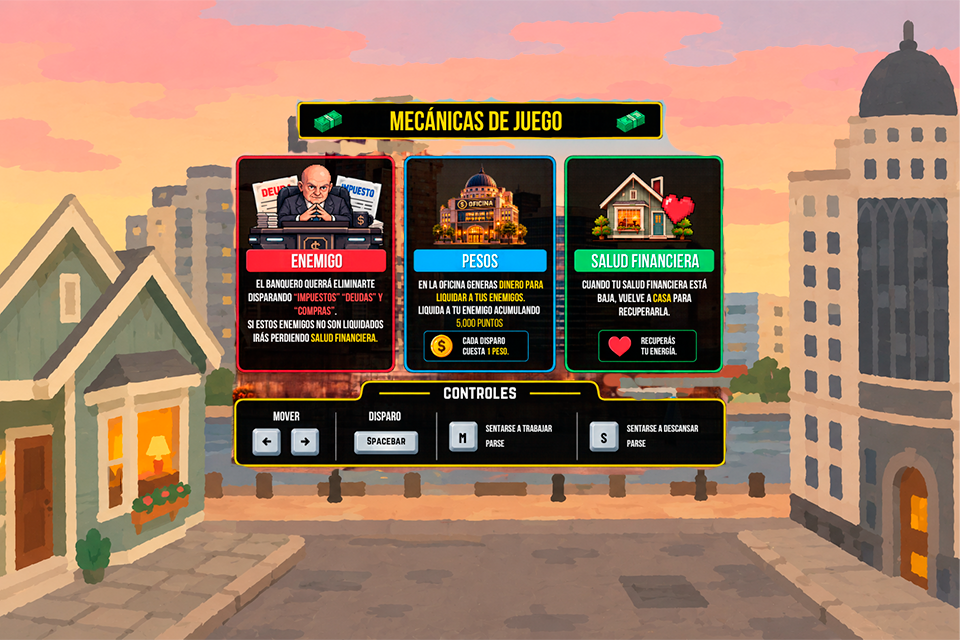 MECÁNICAS DE JUEGO
DEUD
IMPUESTO
$
$
ENEMIGO
EL BANQUERO QUERRÁ ELIMINARTE
DISPARANDO "IMPUESTOS" "DEUDAS" Y
"COMPRAS".
SI ESTOS ENEMIGOS NO SON LIQUIDADOS
IRÁS PERDIENDO SALUD FINANCIERA.
$ OFICINA
PESOS
EN LA OFICINA GENERAS DINERO PARA
LIQUIDAR A TUS ENEMIGOS.
LIQUIDA A TU ENEMIGO ACUMULANDO
5,000 PUNTOS
$
CADA DISPARO
CUESTA 1 PESO.
SALUD FINANCIERA
CUANDO TU SALUD FINANCIERA ESTÁ
BAJA, VUELVE A CASA PARA
RECUPERARLA.
RECUPERÁS
TU ENERGÍA.
CONTROLES
MOVER
← →
DISPARO
SPACEBAR
M
SENTARSE A TRABAJAR
PARSE
S
SENTARSE A DESCANSAR
PARSE